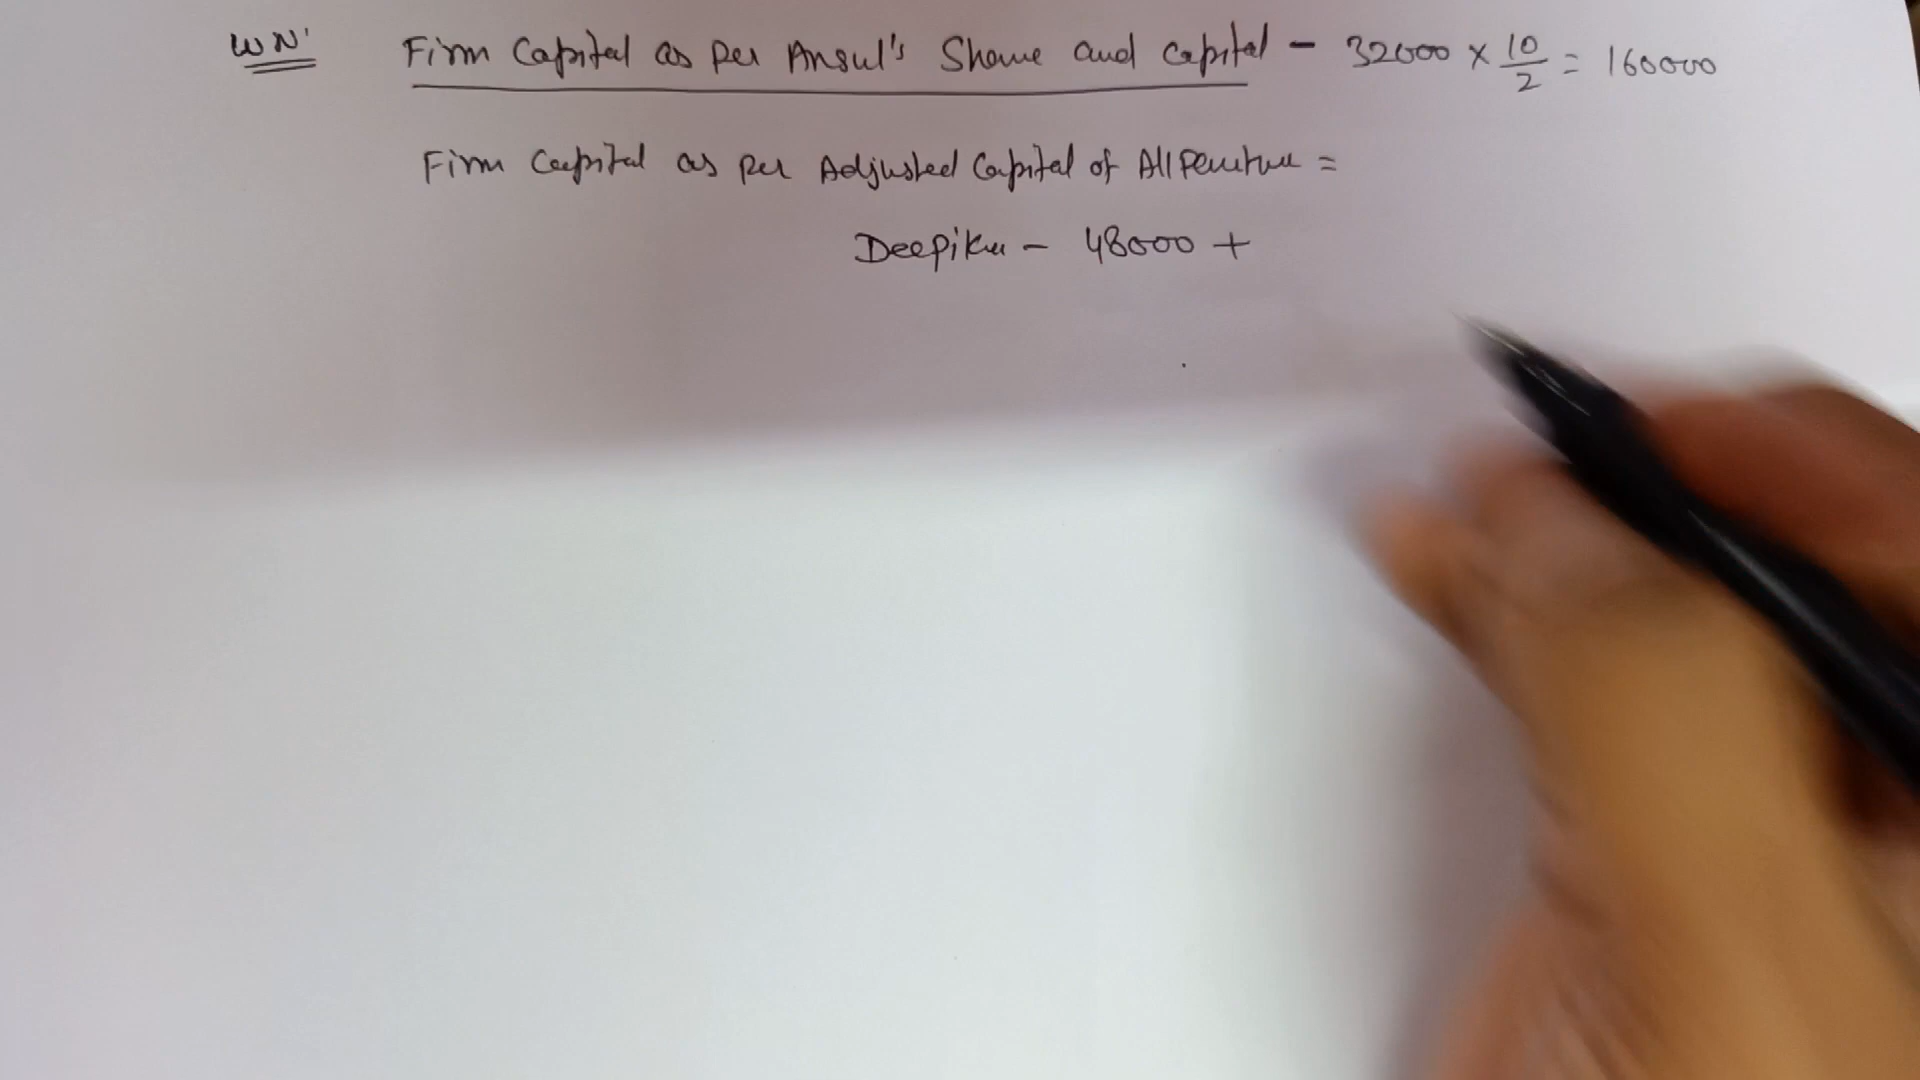 WN'
Firm Capital as per Ansul's Share and Capital - 32000 × 10/2 = 160000
Firm Capital as per Adjusted Capital of All Partner =
Deepika - 48000 +